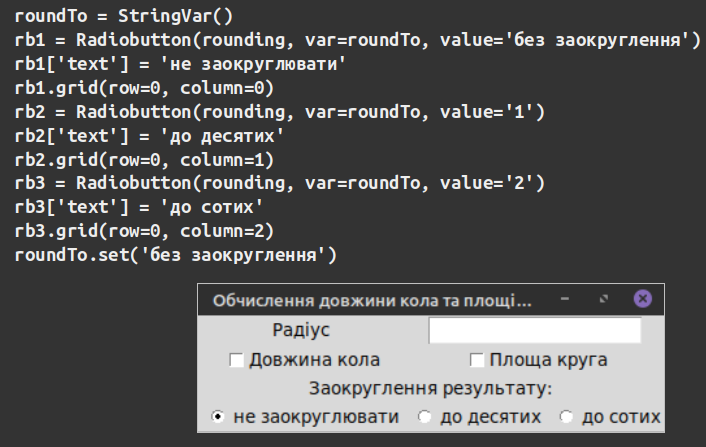 roundTo = StringVar()
rb1 = Radiobutton(rounding, var=roundTo, value='без заокруглення')
rb1['text'] = 'не заокруглювати'
rb1.grid(row=0, column=0)
rb2 = Radiobutton(rounding, var=roundTo, value='1')
rb2['text'] = 'до десятих'
rb2.grid(row=0, column=1)
rb3 = Radiobutton(rounding, var=roundTo, value='2')
rb3['text'] = 'до сотих'
rb3.grid(row=0, column=2)
roundTo.set('без заокруглення')
Обчислення довжини кола та площі...
Радіус
Довжина кола Площа круга
Заокруглення результату:
не заокруглювати до десятих до сотих